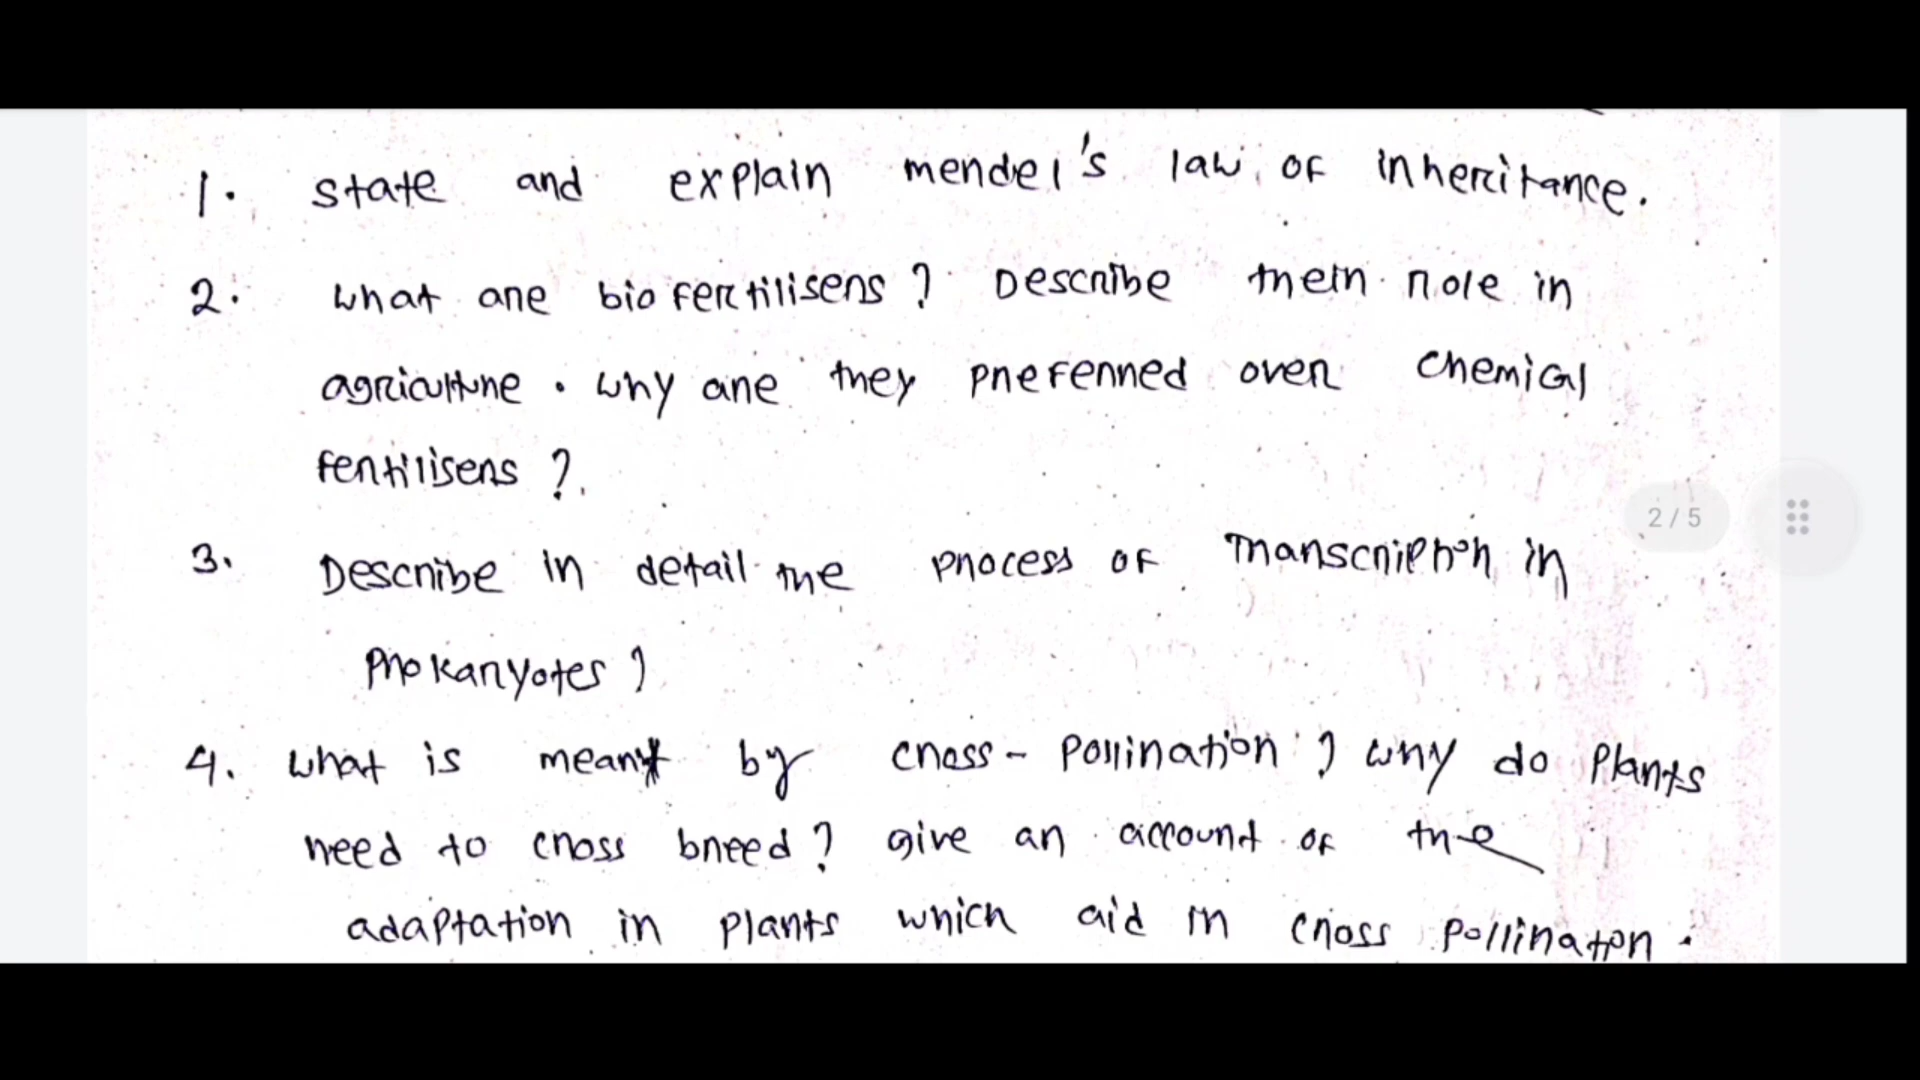 1. state and explain mendel's law of inheritance.
2. what are biofertilisers ? Describe their role in
agriculture. why are they preferred over chemical
fertilisers ?
3. Describe in detail the process of Transcription in
Prokaryotes ?
2 / 5
4. what is meant by cross - pollination ? why do plants
need to cross breed ? give an account of the
adaptation in plants which aid in cross pollination.